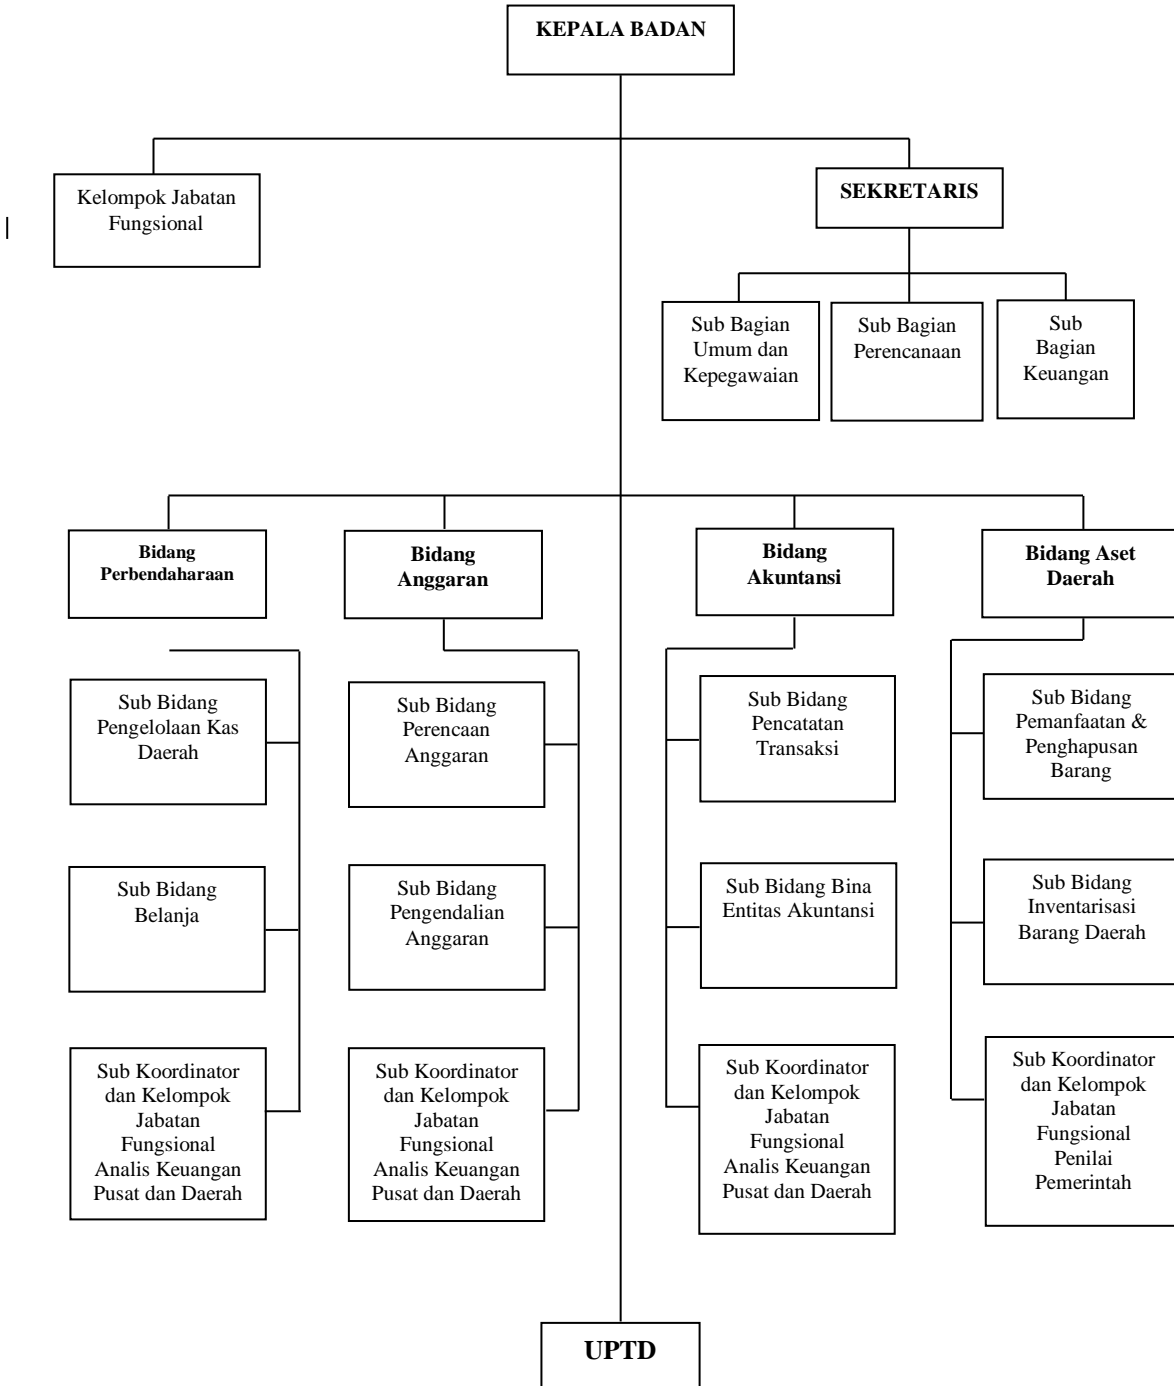 KEPALA BADAN
Kelompok Jabatan
Fungsional
SEKRETARIS
Sub Bagian
Umum dan
Kepegawaian
Sub Bagian
Perencanaan
Sub
Bagian
Keuangan
Bidang
Perbendaharaan
Bidang
Anggaran
Bidang
Akuntansi
Bidang Aset
Daerah
Sub Bidang
Pengelolaan Kas
Daerah
Sub Bidang
Perencaan
Anggaran
Sub Bidang
Pencatatan
Transaksi
Sub Bidang
Pemanfaatan &
Penghapusan
Barang
Sub Bidang
Belanja
Sub Bidang
Pengendalian
Anggaran
Sub Bidang Bina
Entitas Akuntansi
Sub Bidang
Inventarisasi
Barang Daerah
Sub Koordinator
dan Kelompok
Jabatan
Fungsional
Analis Keuangan
Pusat dan Daerah
Sub Koordinator
dan Kelompok
Jabatan
Fungsional
Analis Keuangan
Pusat dan Daerah
Sub Koordinator
dan Kelompok
Jabatan
Fungsional
Analis Keuangan
Pusat dan Daerah
Sub Koordinator
dan Kelompok
Jabatan
Fungsional
Penilai
Pemerintah
UPTD